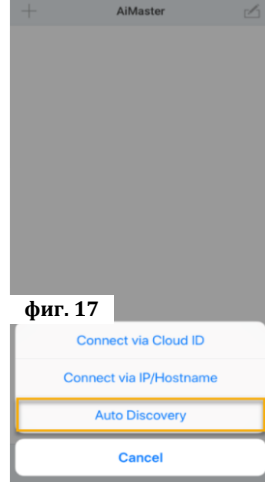 AiMaster
фиг. 17
Connect via Cloud ID
Connect via IP/Hostname
Auto Discovery
Cancel